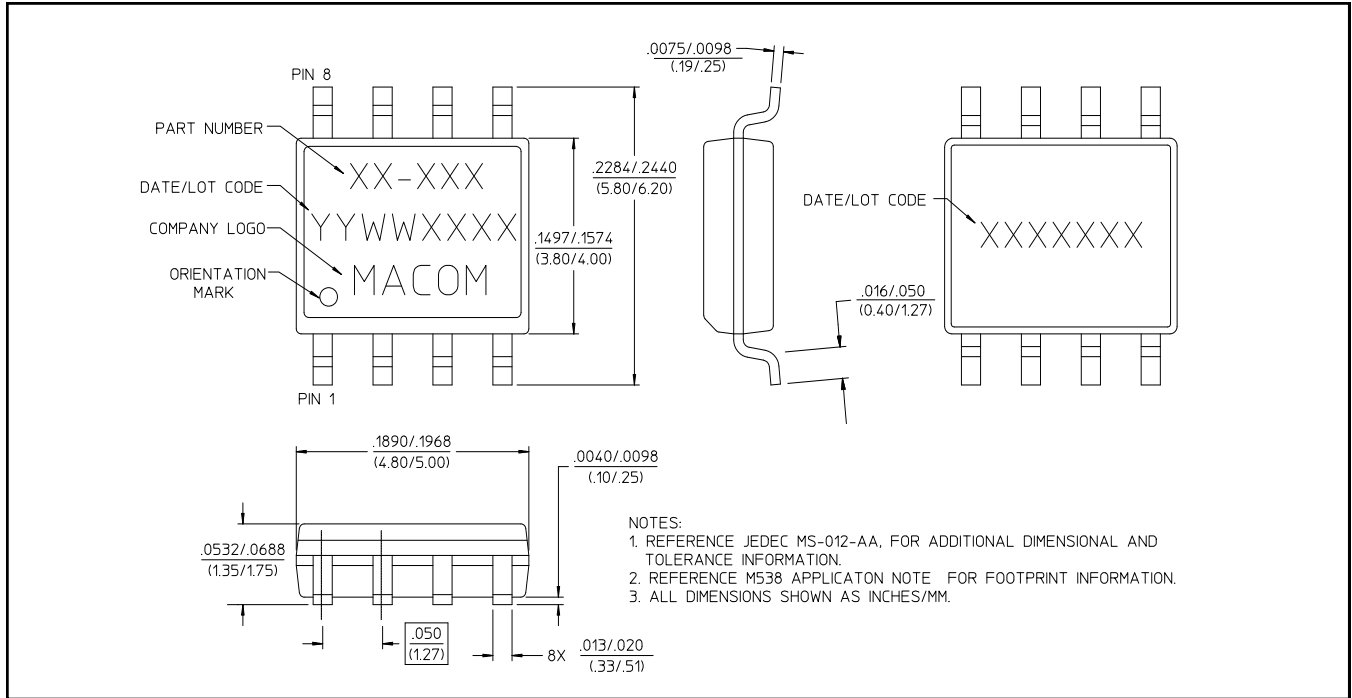 PIN 8
PART NUMBER
XX-XXX
DATE/LOT CODE
YYWWXXXX
COMPANY LOGO
MACOM
ORIENTATION
MARK
PIN 1
.2284/.2440
(5.80/6.20)
.1497/.1574
(3.80/4.00)
.0075/.0098
(.19/.25)
.016/.050
(0.40/1.27)
DATE/LOT CODE
XXXXXXX
.1890/.1968
(4.80/5.00)
.0040/.0098
(.10/.25)
.0532/.0688
(1.35/1.75)
.050
(1.27)
8X .013/.020
(.33/.51)
NOTES:
1. REFERENCE JEDEC MS-012-AA, FOR ADDITIONAL DIMENSIONAL AND
TOLERANCE INFORMATION.
2. REFERENCE M538 APPLICATON NOTE FOR FOOTPRINT INFORMATION.
3. ALL DIMENSIONS SHOWN AS INCHES/MM.